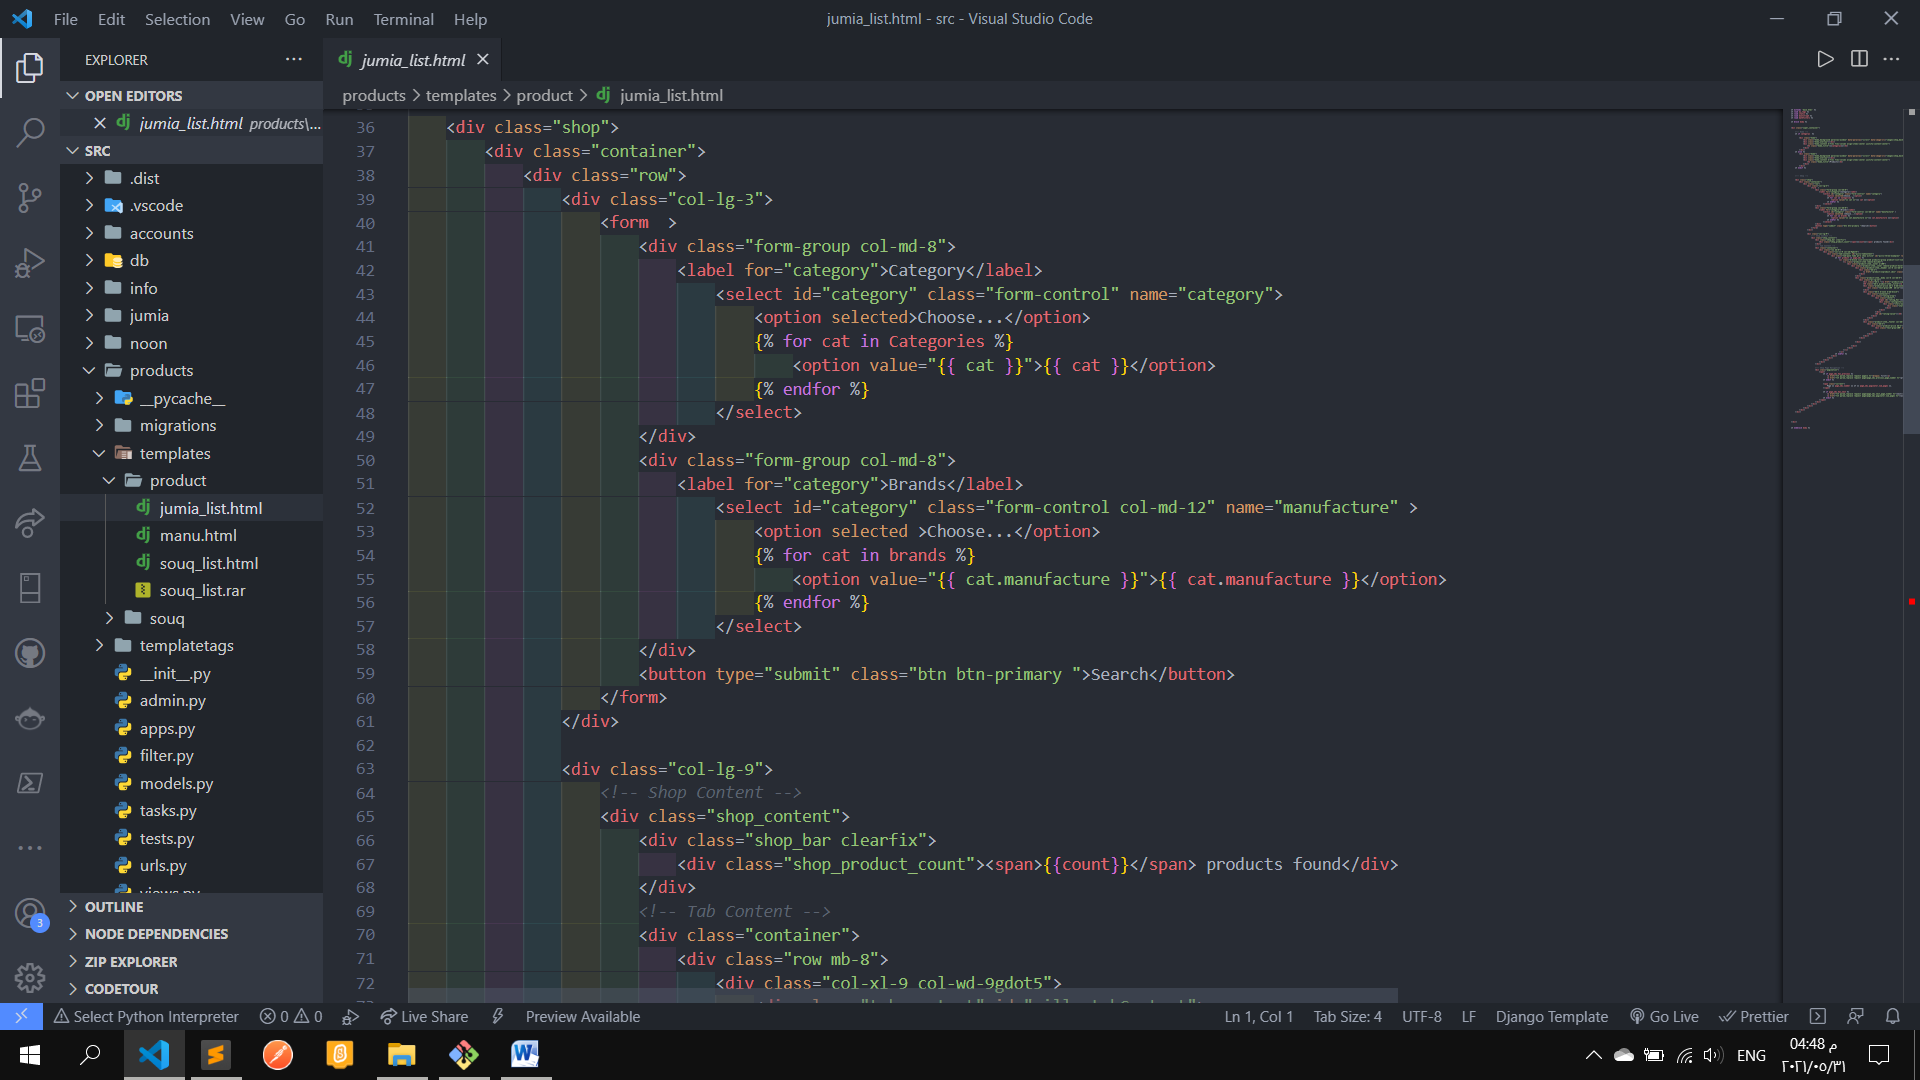 File Edit Selection View Go Run Terminal Help
jumia_list.html - src - Visual Studio Code
EXPLORER
OPEN EDITORS
jumia_list.html products\...
SRC
.dist
.vscode
accounts
db
info
jumia
noon
products
__pycache__
migrations
templates
product
jumia_list.html
manu.html
souq_list.html
souq_list.rar
souq
templatetags
__init__.py
admin.py
apps.py
filter.py
models.py
tasks.py
tests.py
urls.py
views.py
OUTLINE
NODE DEPENDENCIES
ZIP EXPLORER
CODETOUR
3
jumia_list.html
products > templates > product > jumia_list.html
36 <div class="shop">
37 <div class="container">
38 <div class="row">
39 <div class="col-lg-3">
40 <form  >
41 <div class="form-group col-md-8">
42 <label for="category">Category</label>
43 <select id="category" class="form-control" name="category">
44 <option selected>Choose...</option>
45 {% for cat in Categories %}
46 <option value="{{ cat }}">{{ cat }}</option>
47 {% endfor %}
48 </select>
49 </div>
50 <div class="form-group col-md-8">
51 <label for="category">Brands</label>
52 <select id="category" class="form-control col-md-12" name="manufacture" >
53 <option selected >Choose...</option>
54 {% for cat in brands %}
55 <option value="{{ cat.manufacture }}">{{ cat.manufacture }}</option>
56 {% endfor %}
57 </select>
58 </div>
59 <button type="submit" class="btn btn-primary ">Search</button>
60 </form>
61 </div>
62
63 <div class="col-lg-9">
64 <!-- Shop Content -->
65 <div class="shop_content">
66 <div class="shop_bar clearfix">
67 <div class="shop_product_count"><span>{{count}}</span> products found</div>
68 </div>
69 <!-- Tab Content -->
70 <div class="container">
71 <div class="row mb-8">
72 <div class="col-xl-9 col-wd-9gdot5">
Select Python Interpreter 0 0 Live Share Preview Available
Ln 1, Col 1 Tab Size: 4 UTF-8 LF Django Template Go Live Prettier
ENG
04:48 م
٢٠٢١/٠٥/٣١